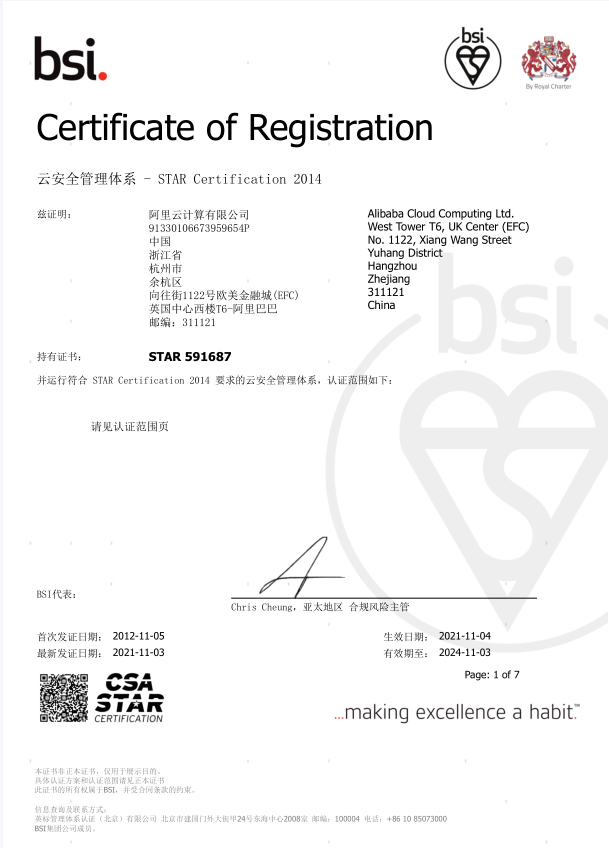 bsi.
bsi
By Royal Charter
Certificate of Registration
云安全管理体系 - STAR Certification 2014
兹证明:
阿里云计算有限公司
91330106673959654P
中国
浙江省
杭州市
余杭区
向往街1122号欧美金融城(EFC)
英国中心西楼T6-阿里巴巴
邮编: 311121
Alibaba Cloud Computing Ltd.
West Tower T6, UK Center (EFC)
No. 1122, Xiang Wang Street
Yuhang District
Hangzhou
Zhejiang
311121
China
bsi
持有证书:
STAR 591687
并运行符合 STAR Certification 2014 要求的云安全管理体系，认证范围如下:
请见认证范围页
BSI代表:
Chris Cheung, 亚太地区 合规风险主管
首次发证日期: 2012-11-05
生效日期: 2021-11-04
最新发证日期: 2021-11-03
有效期至: 2024-11-03
Page: 1 of 7
CSA
STAR
CERTIFICATION
...making excellence a habit.™
本证书非正本证书，仅用于展示目的。
具体认证方案和认证范围请见正本证书
此证书的所有权属于BSI，并受合同条款的约束。
信息查询及联系方式:
英标管理体系认证（北京）有限公司 北京市建国门外大街甲24号东海中心2008室 邮编: 100004 电话: +86 10 85073000
BSI集团公司成员。